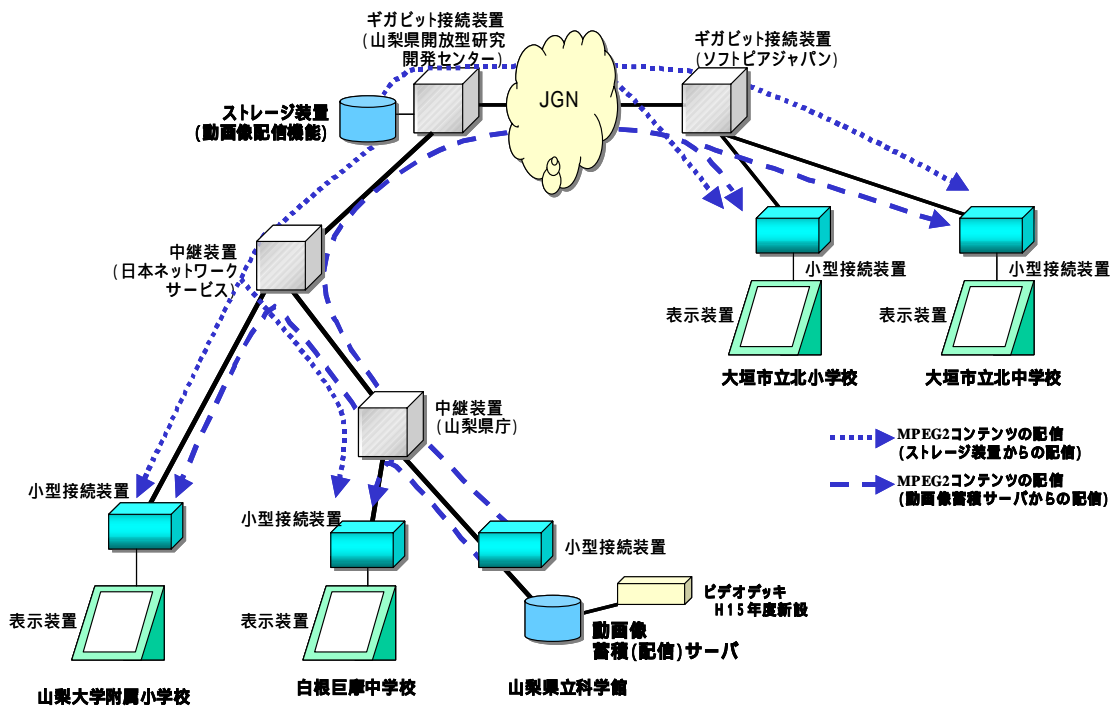 ギガビット接続装置
(山梨県開放型研究
開発センター)
ギガビット接続装置
(ソフトピアジャパン)
JGN
ストレージ装置
(動画像配信機能)
中継装置
(日本ネットワーク
サービス)
小型接続装置
小型接続装置
表示装置
表示装置
大垣市立北小学校
大垣市立北中学校
中継装置
(山梨県庁)
MPEG2コンテンツの配信
(ストレージ装置からの配信)
MPEG2コンテンツの配信
(動画像蓄積サーバからの配信)
小型接続装置
小型接続装置
小型接続装置
表示装置
表示装置
ビデオデッキ
H15年度新設
動画像
蓄積(配信)サーバ
山梨大学附属小学校
白根巨摩中学校
山梨県立科学館